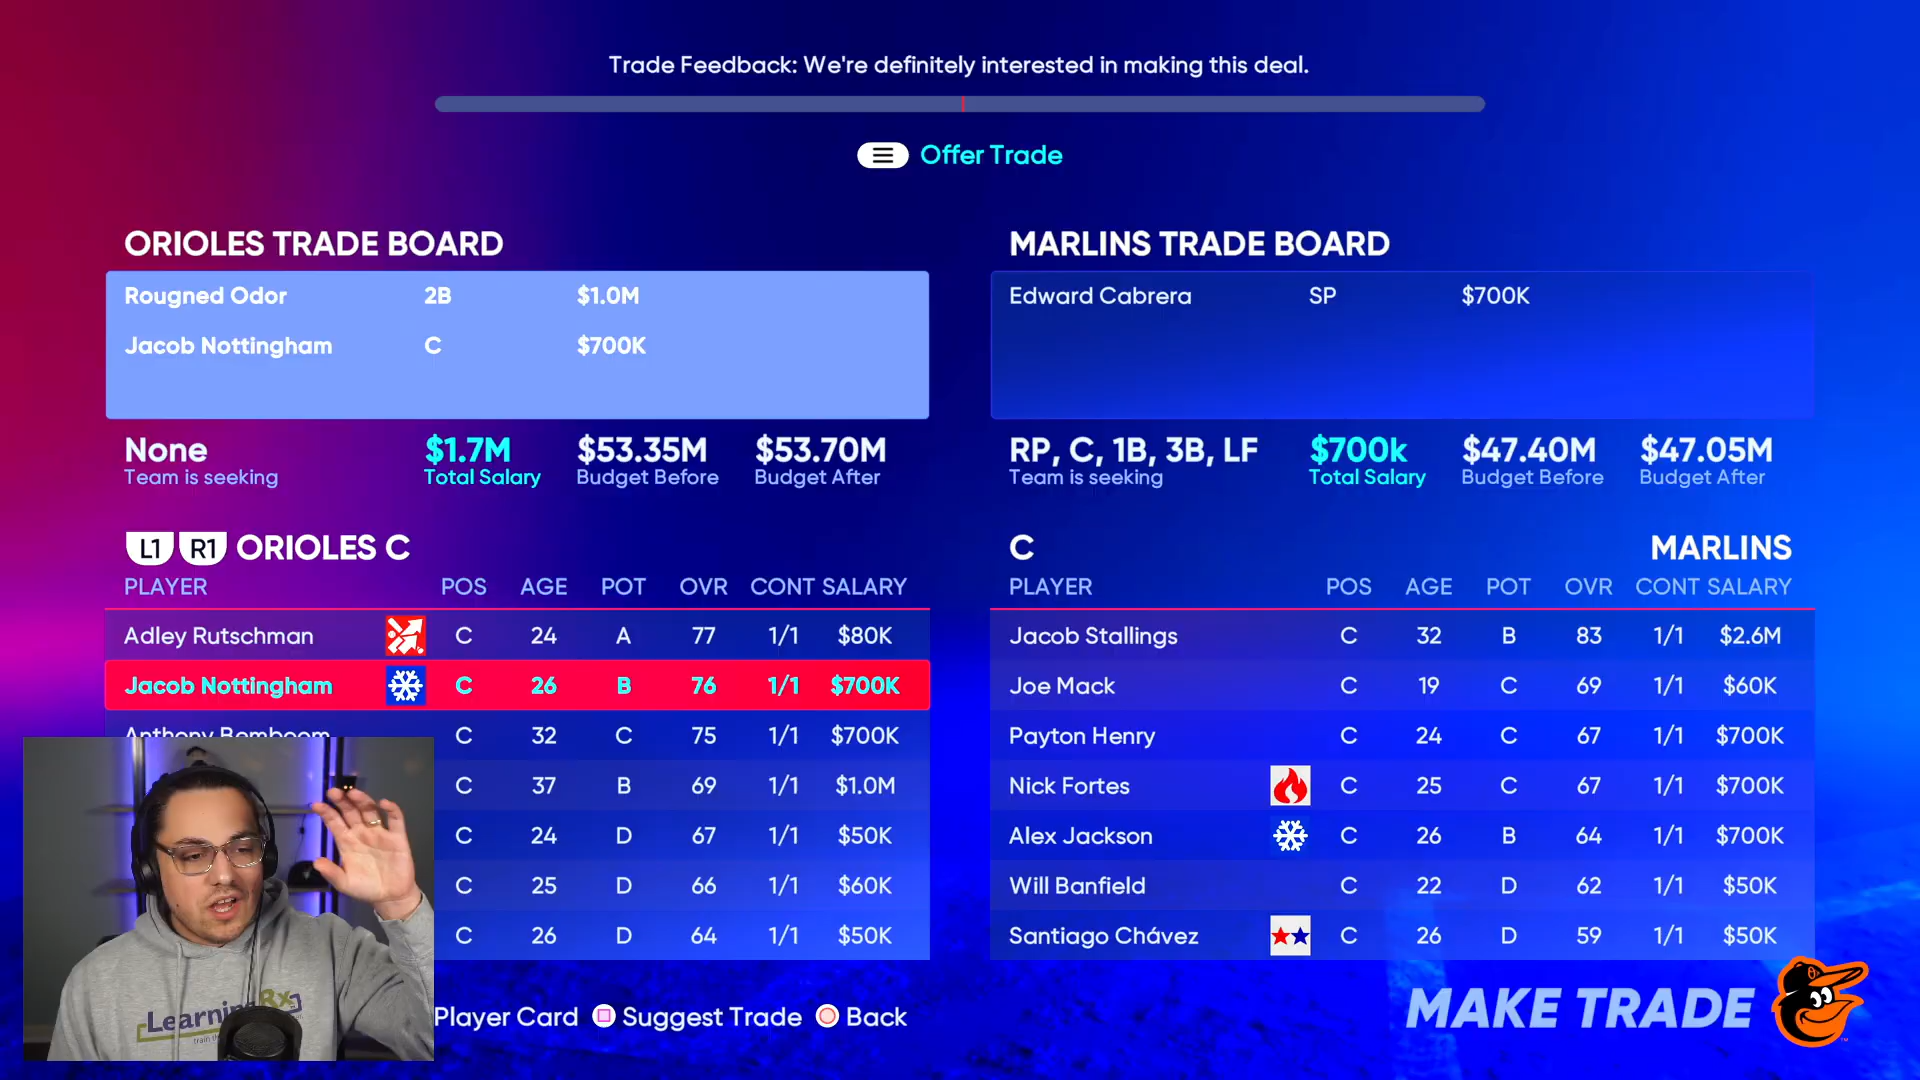 Trade Feedback: We're definitely interested in making this deal.
Offer Trade
ORIOLES TRADE BOARD
Rougned Odor 2B $1.0M
Jacob Nottingham C $700K
None $1.7M $53.35M $53.70M
Team is seeking Total Salary Budget Before Budget After
MARLINS TRADE BOARD
Edward Cabrera SP $700K
RP, C, 1B, 3B, LF $700k $47.40M $47.05M
Team is seeking Total Salary Budget Before Budget After
L1 R1 ORIOLES C
PLAYER POS AGE POT OVR CONT SALARY
Adley Rutschman C 24 A 77 1/1 $80K
Jacob Nottingham C 26 B 76 1/1 $700K
Anthony Bemboom C 32 C 75 1/1 $700K
C 37 B 69 1/1 $1.0M
C 24 D 67 1/1 $50K
C 25 D 66 1/1 $60K
C 26 D 64 1/1 $50K
C MARLINS
PLAYER POS AGE POT OVR CONT SALARY
Jacob Stallings C 32 B 83 1/1 $2.6M
Joe Mack C 19 C 69 1/1 $60K
Payton Henry C 24 C 67 1/1 $700K
Nick Fortes C 25 C 67 1/1 $700K
Alex Jackson C 26 B 64 1/1 $700K
Will Banfield C 22 D 62 1/1 $50K
Santiago Chávez C 26 D 59 1/1 $50K
LearningRx
Player Card Suggest Trade Back
MAKE TRADE